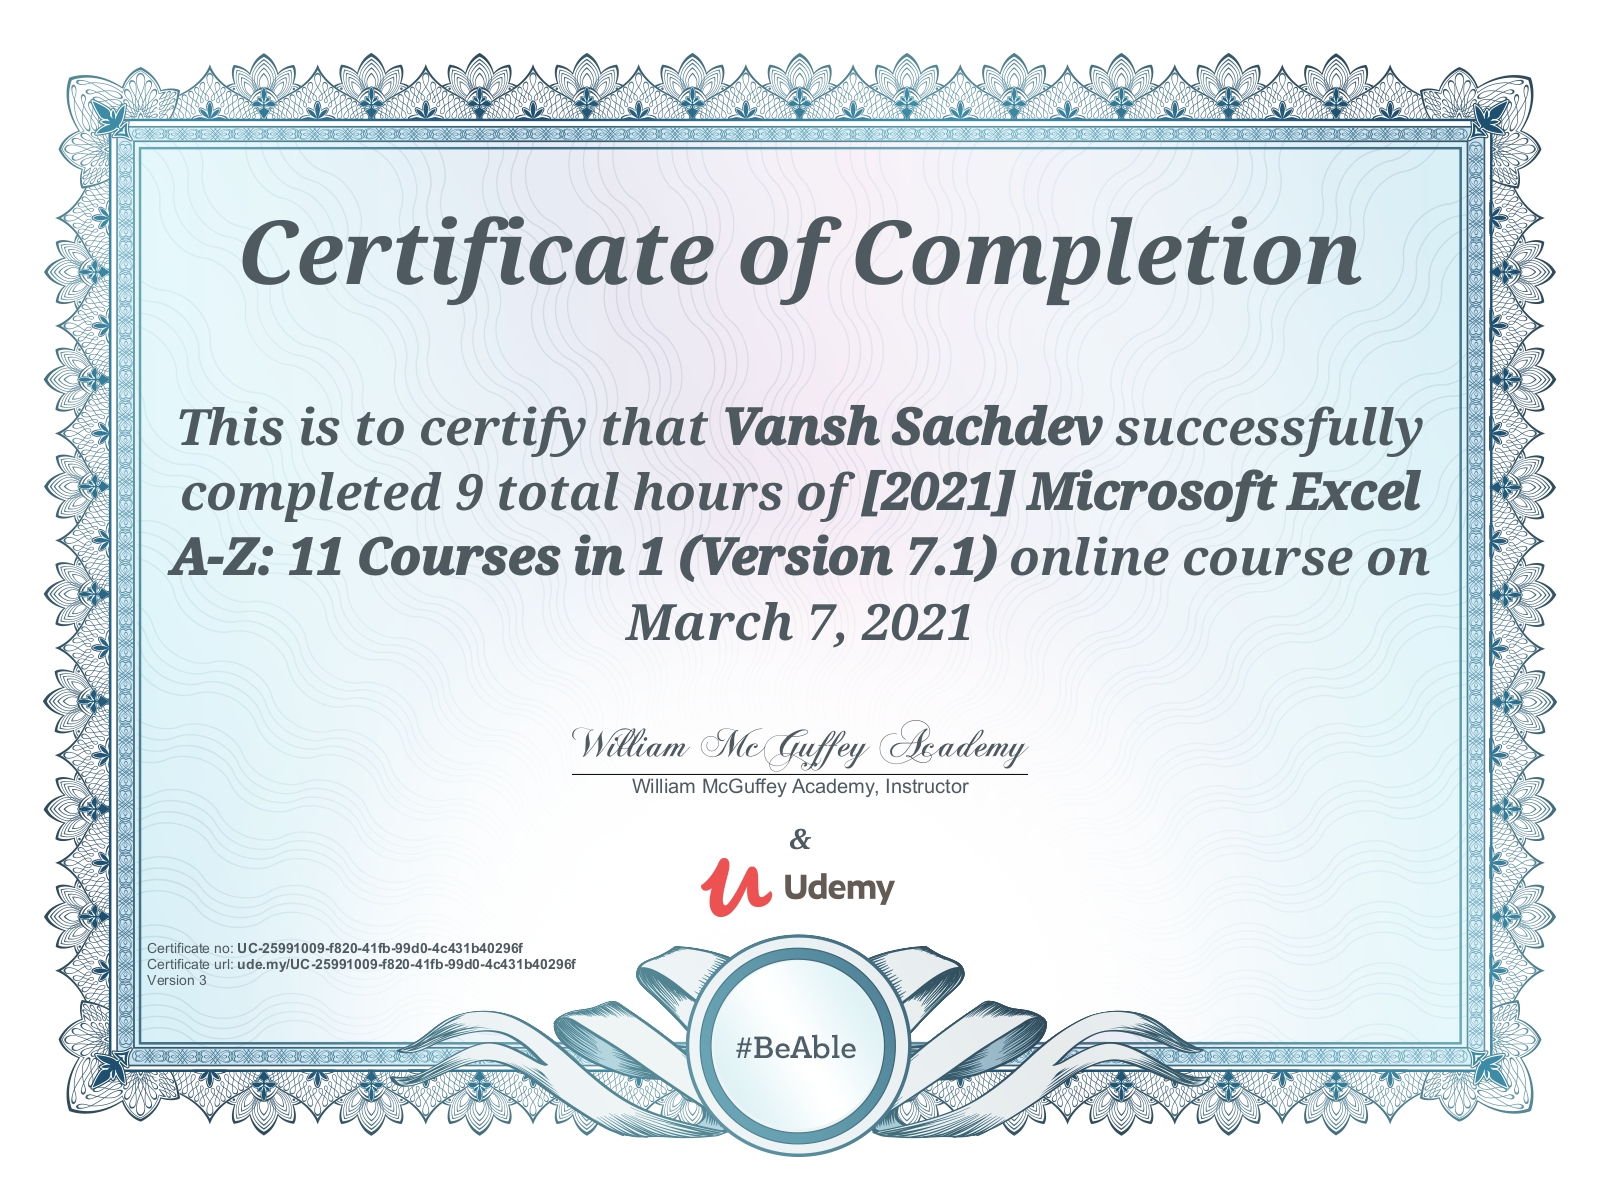 Certificate of Completion
This is to certify that Vansh Sachdev successfully
completed 9 total hours of [2021] Microsoft Excel
A-Z: 11 Courses in 1 (Version 7.1) online course on
March 7, 2021
William McGuffey Academy
William McGuffey Academy, Instructor
&
Udemy
Certificate no: UC-25991009-f820-41fb-99d0-4c431b40296f
Certificate url: ude.my/UC-25991009-f820-41fb-99d0-4c431b40296f
Version 3
#BeAble